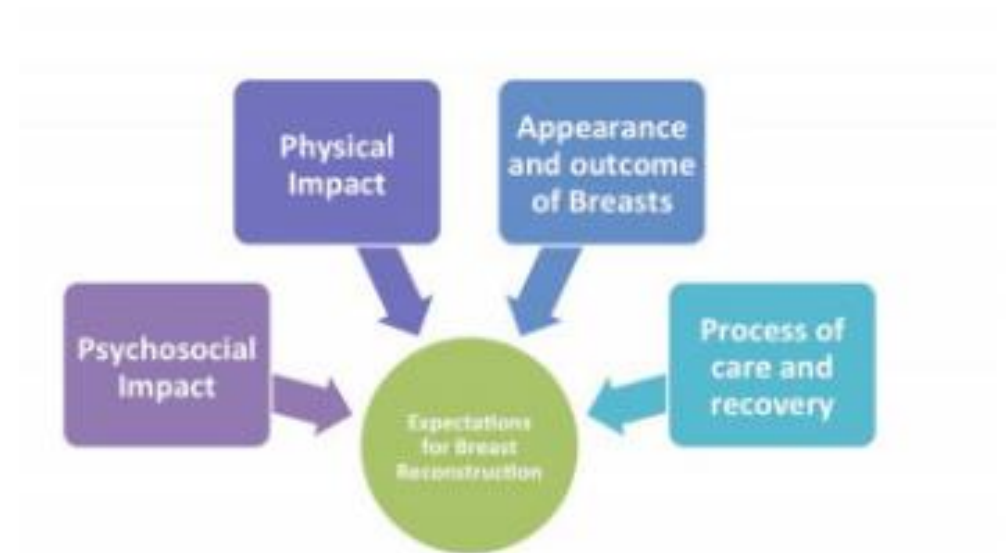 Physical
Impact
Appearance
and outcome
of Breasts
Psychosocial
Impact
Process of
care and
recovery
Expectations
for Breast
Reconstruction